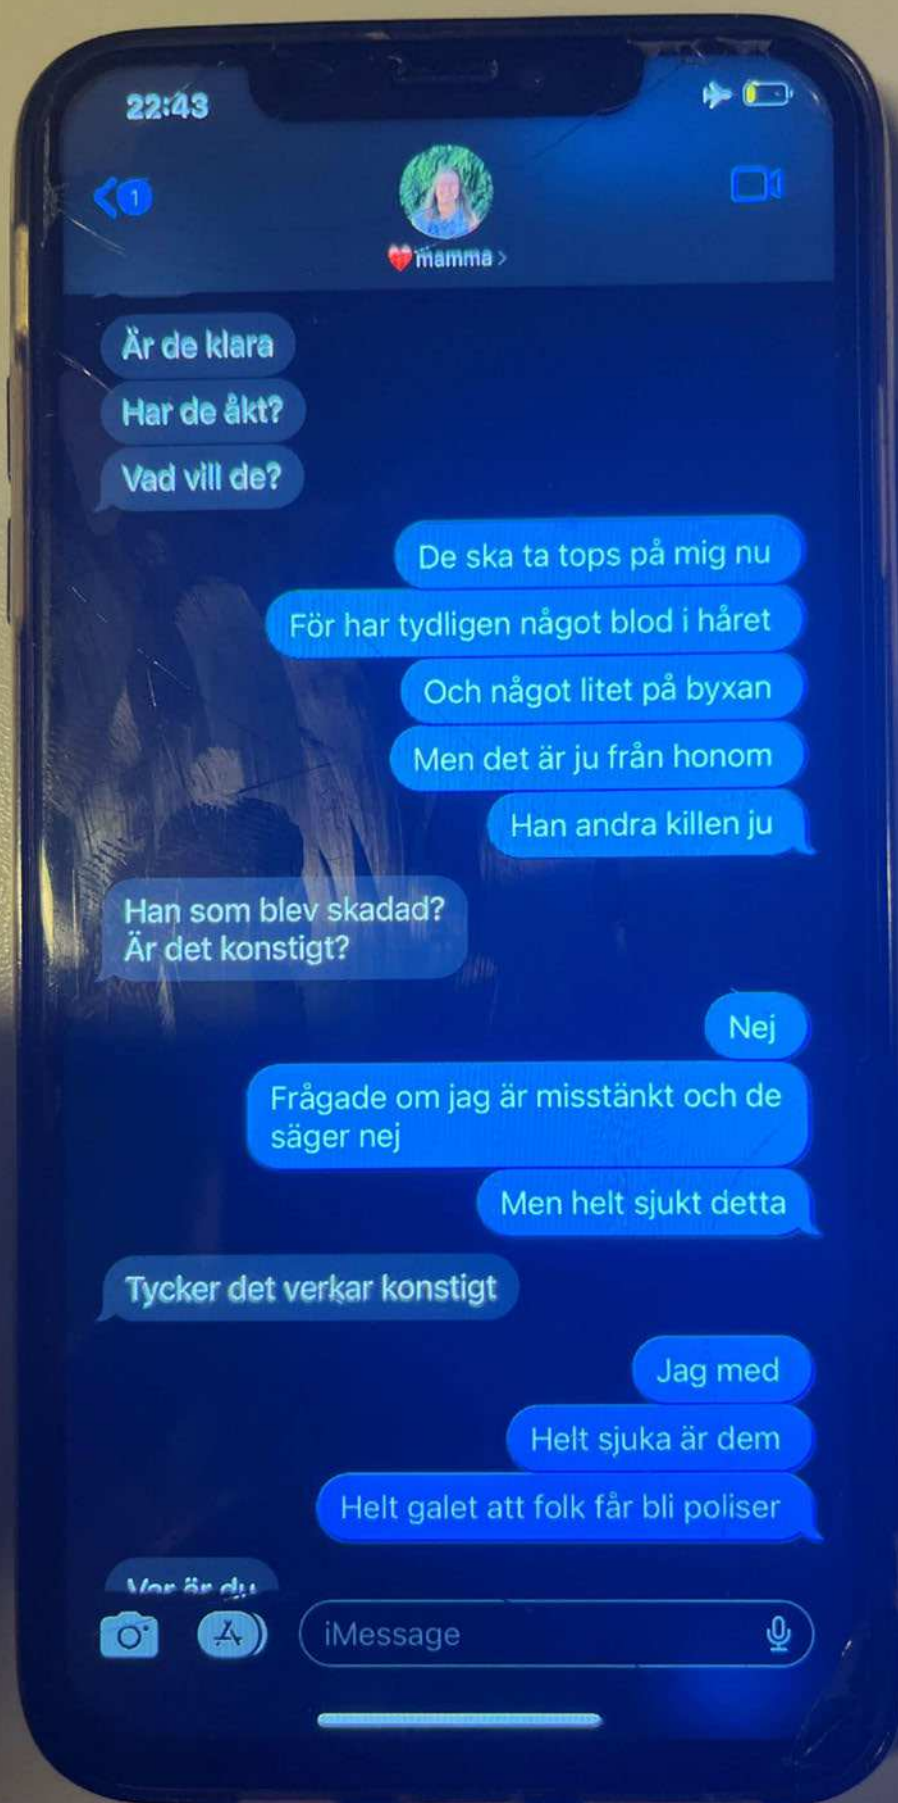 22:43
1
mamma >
Är de klara
Har de åkt?
Vad vill de?
De ska ta tops på mig nu
För har tydligen något blod i håret
Och något litet på byxan
Men det är ju från honom
Han andra killen ju
Han som blev skadad?
Är det konstigt?
Nej
Frågade om jag är misstänkt och de
säger nej
Men helt sjukt detta
Tycker det verkar konstigt
Jag med
Helt sjuka är dem
Helt galet att folk får bli poliser
Var är du
iMessage